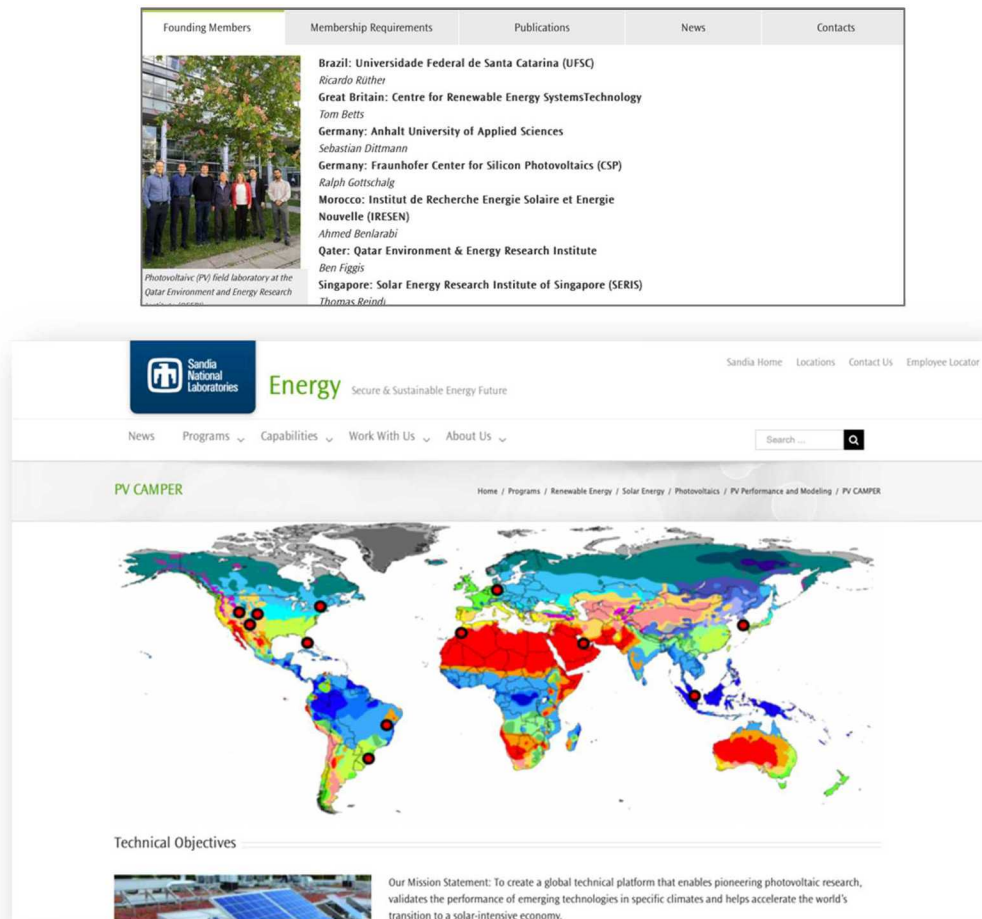 Founding Members Membership Requirements Publications News Contacts
Brazil: Universidade Federal de Santa Catarina (UFSC)
Ricardo Rüther
Great Britain: Centre for Renewable Energy SystemsTechnology
Tom Betts
Germany: Anhalt University of Applied Sciences
Sebastian Dittmann
Germany: Fraunhofer Center for Silicon Photovoltaics (CSP)
Ralph Gottschalg
Morocco: Institut de Recherche Energie Solaire et Energie
Nouvelle (IRESEN)
Ahmed Benlarabi
Qater: Qatar Environment & Energy Research Institute
Ben Figgis
Singapore: Solar Energy Research Institute of Singapore (SERIS)
Thomas Reindl
Photovoltaivc (PV) field laboratory at the
Qatar Environment and Energy Research
Sandia Home Locations Contact Us Employee Locator
Sandia
National
Laboratories
Energy Secure & Sustainable Energy Future
News Programs Capabilities Work With Us About Us Search ...
PV CAMPER Home / Programs / Renewable Energy / Solar Energy / Photovoltaics / PV Performance and Modeling / PV CAMPER
Technical Objectives
Our Mission Statement: To create a global technical platform that enables pioneering photovoltaic research,
validates the performance of emerging technologies in specific climates and helps accelerate the world's
transition to a solar-intensive economy.